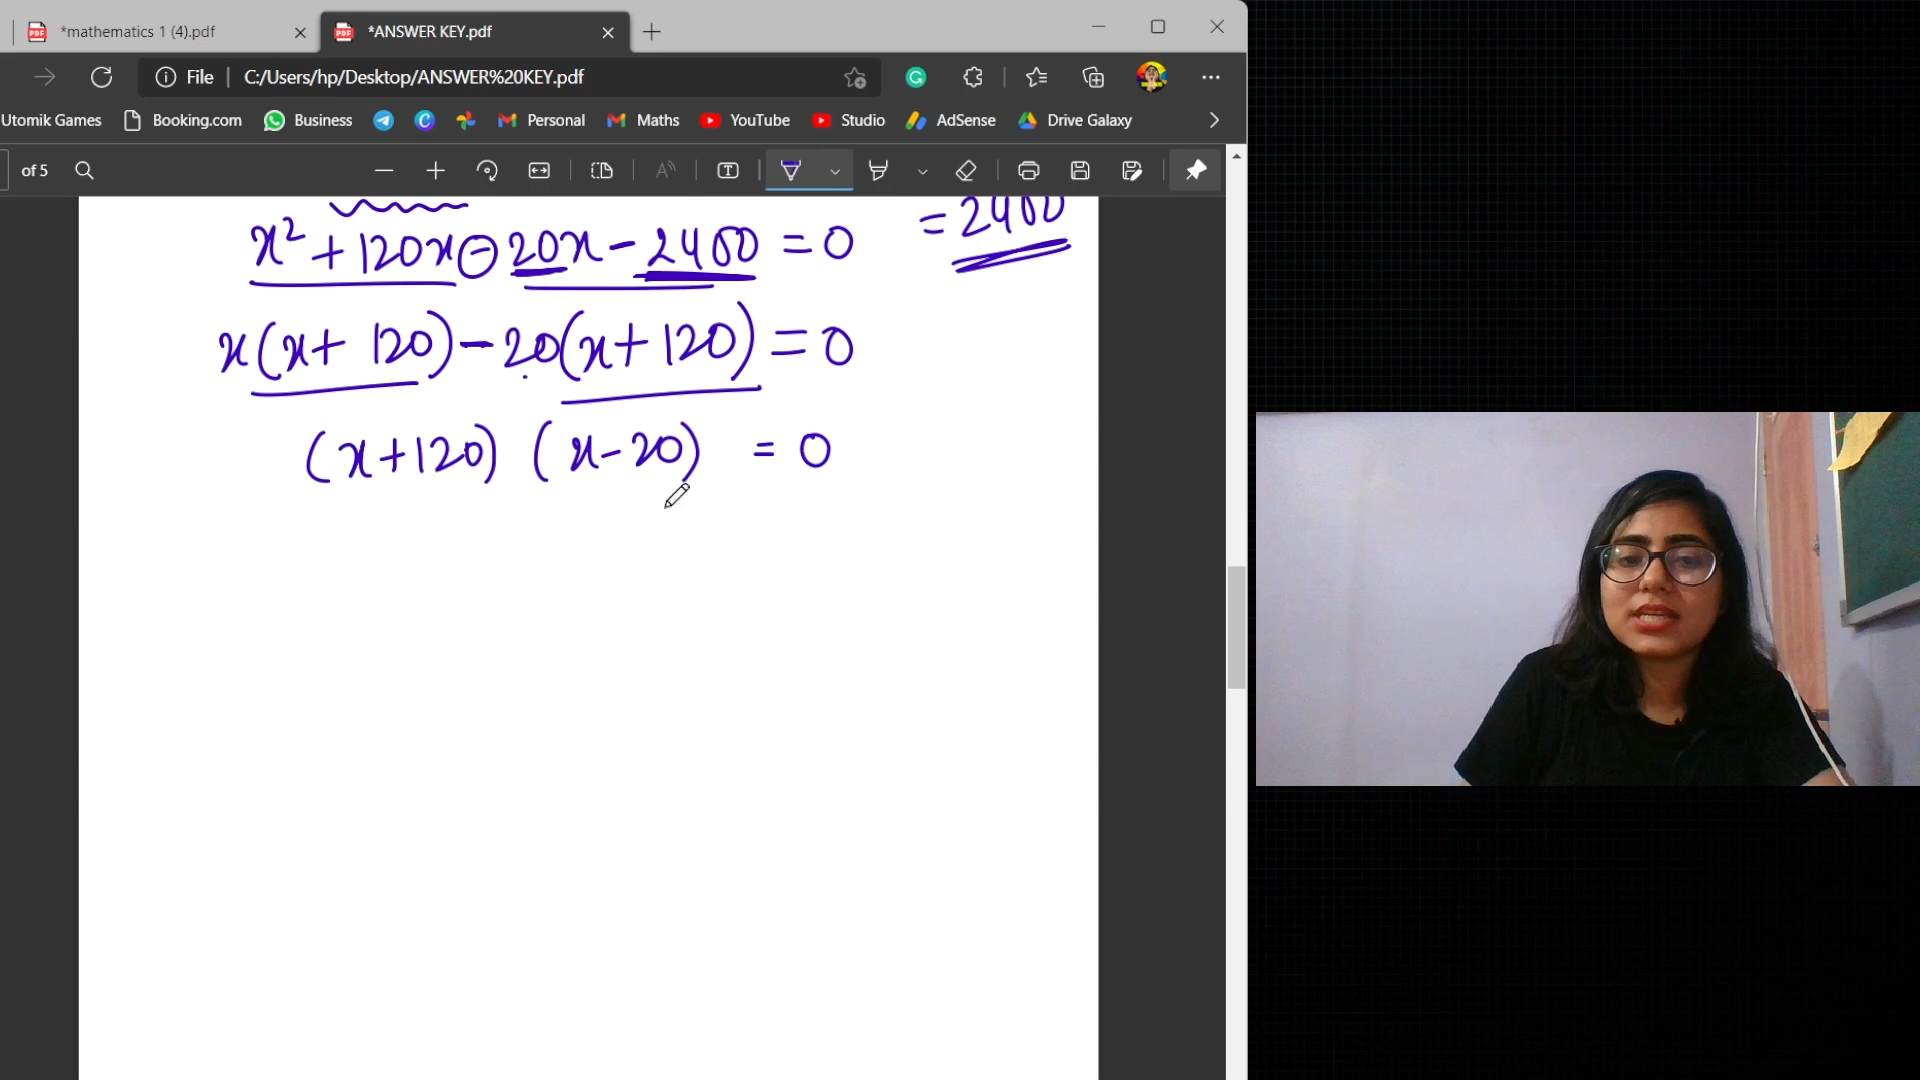 *mathematics 1 (4).pdf
*ANSWER KEY.pdf
File
C:/Users/hp/Desktop/ANSWER%20KEY.pdf
Utomik Games
Booking.com
Business
Personal
Maths
YouTube
Studio
AdSense
Drive Galaxy
of 5
= 2400
x² + 120x - 20x - 2400 = 0
x(x + 120) - 20(x + 120) = 0
(x + 120) (x - 20) = 0